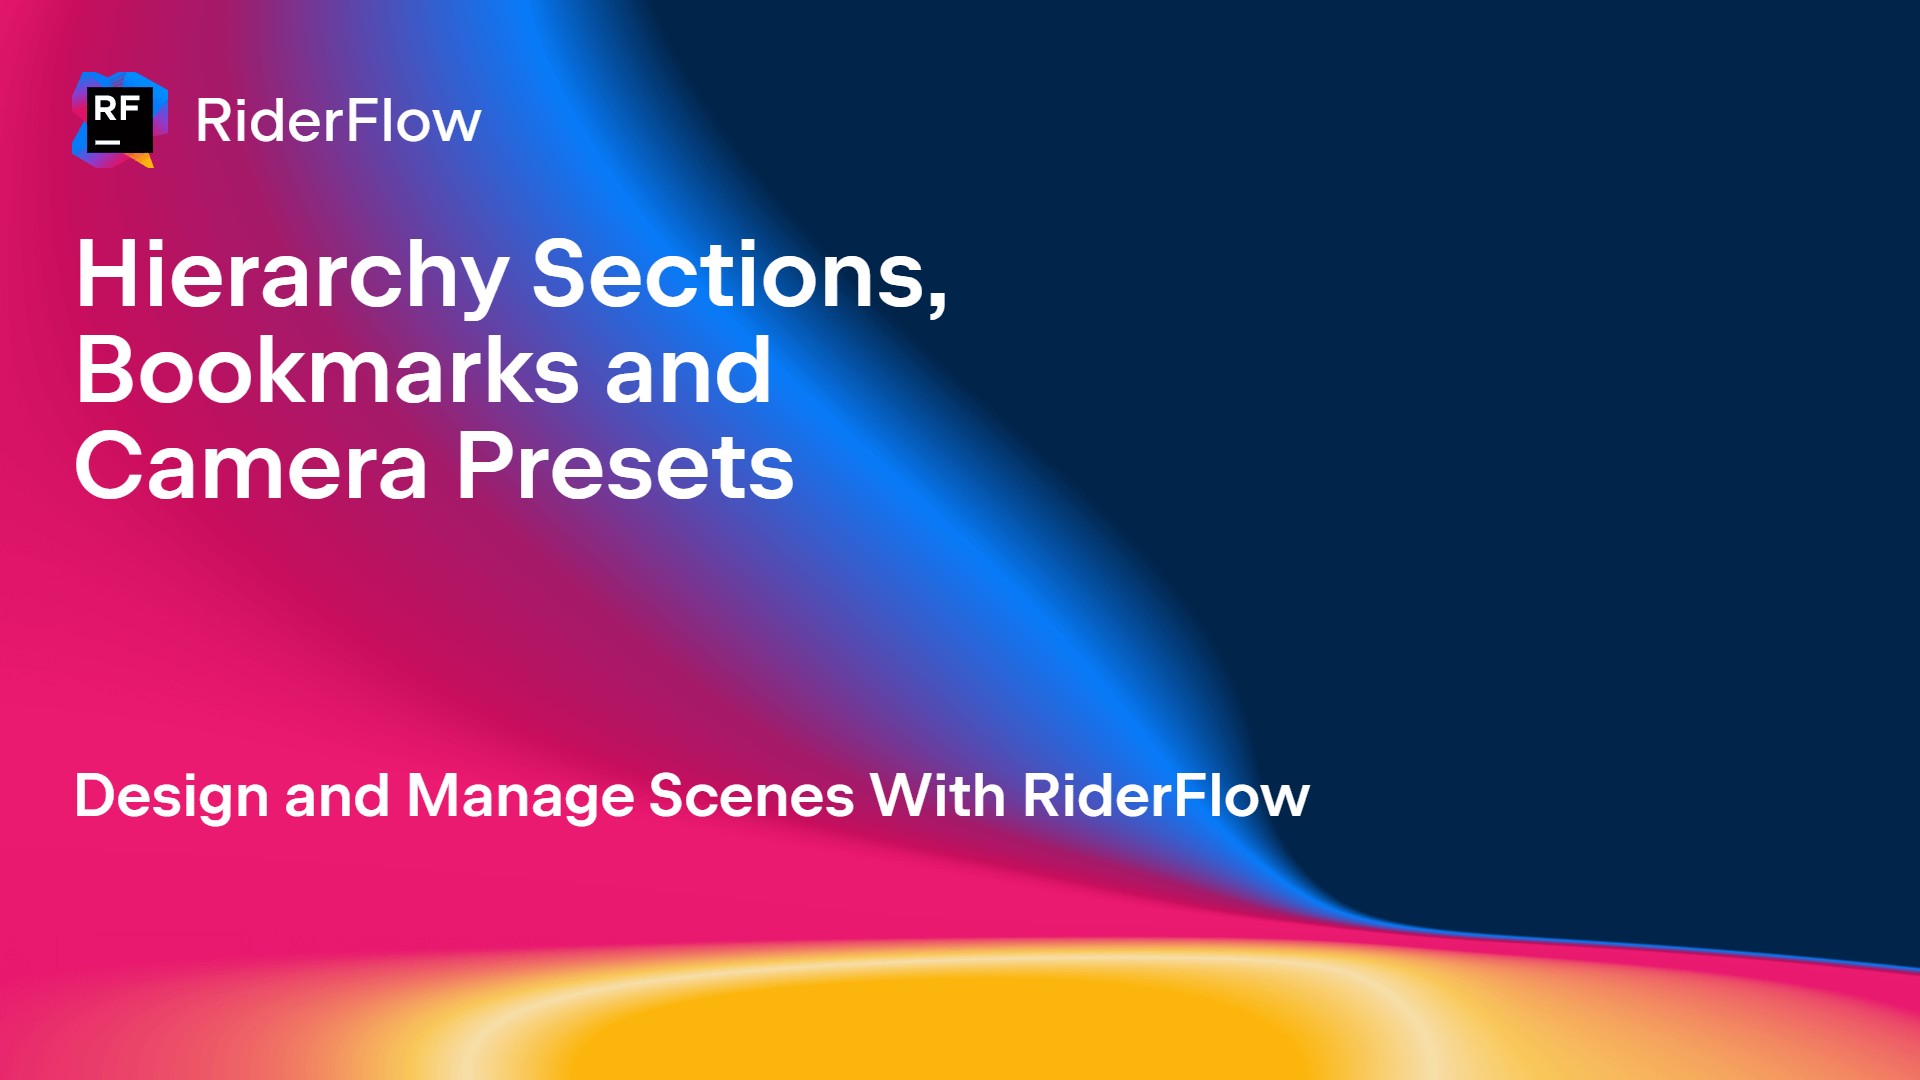 RF
RiderFlow
Hierarchy Sections,
Bookmarks and
Camera Presets
Design and Manage Scenes With RiderFlow